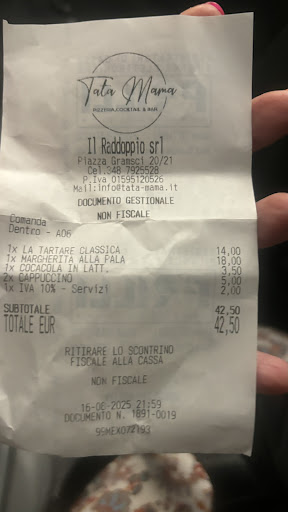 Tata Mama
PIZZERIA, COCKTAIL & BAR
Il Raddoppio srl
Piazza Gramsci 20/21
Cel.348 7925528
P.Iva 01595120526
Mail:info@tata-mama.it
DOCUMENTO GESTIONALE
NON FISCALE
Comanda
Dentro - A06
1x LA TARTARE CLASSICA 14,00
1x MARGHERITA ALLA PALA 18,00
1x COCACOLA IN LATT. 3,50
2x CAPPUCCINO 5,00
1x IVA 10% - Servizi 2,00
SUBTOTALE 42,50
TOTALE EUR 42,50
RITIRARE LO SCONTRINO
FISCALE ALLA CASSA
NON FISCALE
16-06-2025 21:59
DOCUMENTO N. 1891-0019
99MEX072193